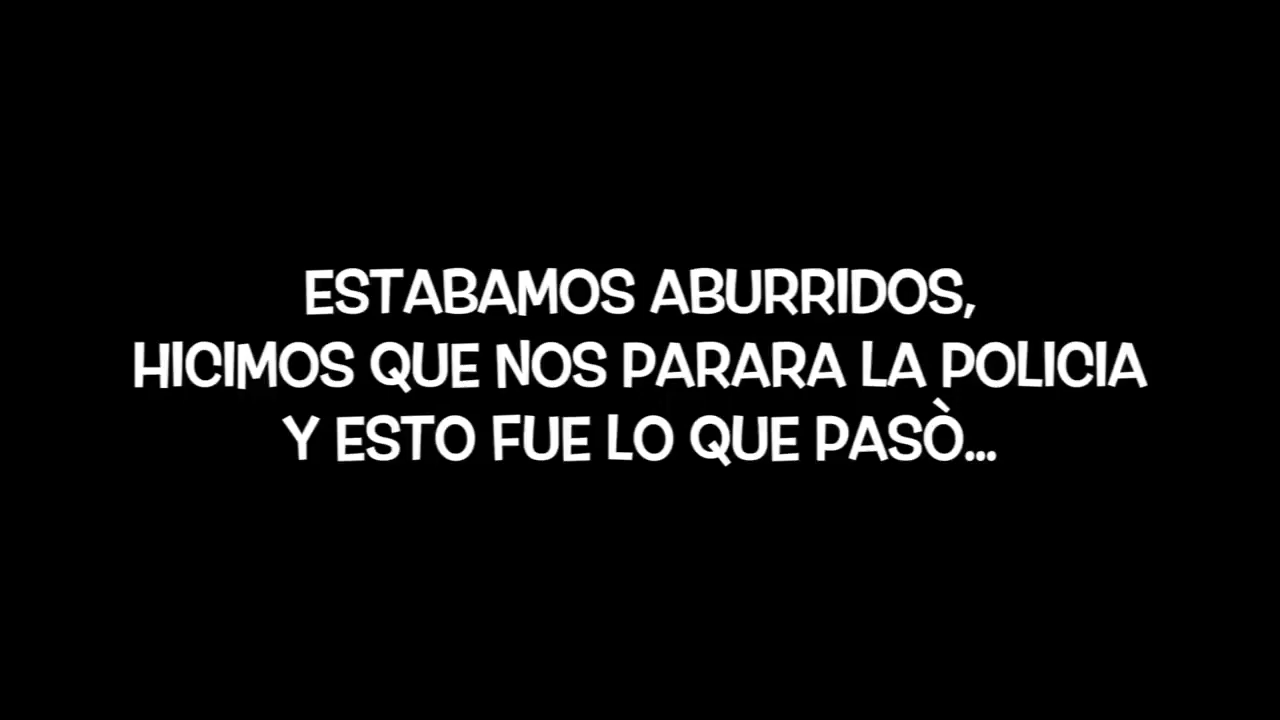 ESTABAMOS ABURRIDOS,
HICIMOS QUE NOS PARARA LA POLICIA
Y ESTO FUE LO QUE PASÒ...